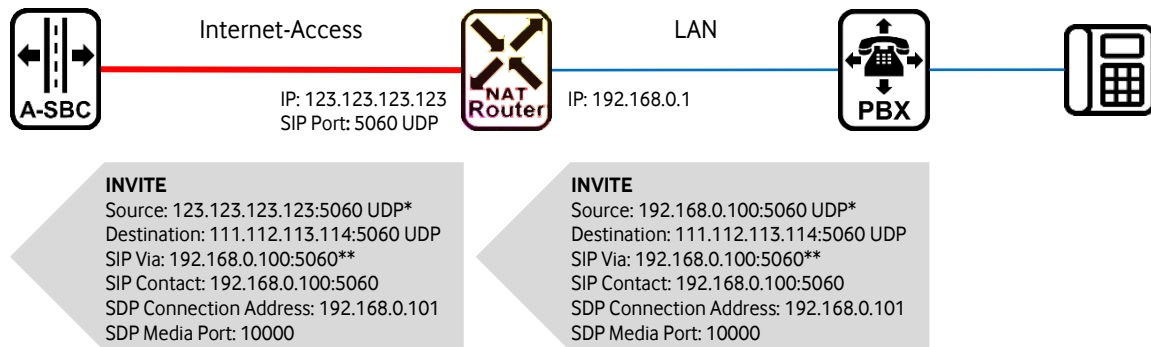 Internet-Access
LAN
A-SBC
NAT
Router
PBX
IP: 123.123.123.123
SIP Port: 5060 UDP
IP: 192.168.0.1
INVITE
Source: 123.123.123.123:5060 UDP*
Destination: 111.112.113.114:5060 UDP
SIP Via: 192.168.0.100:5060**
SIP Contact: 192.168.0.100:5060
SDP Connection Address: 192.168.0.101
SDP Media Port: 10000
INVITE
Source: 192.168.0.100:5060 UDP*
Destination: 111.112.113.114:5060 UDP
SIP Via: 192.168.0.100:5060**
SIP Contact: 192.168.0.100:5060
SDP Connection Address: 192.168.0.101
SDP Media Port: 10000